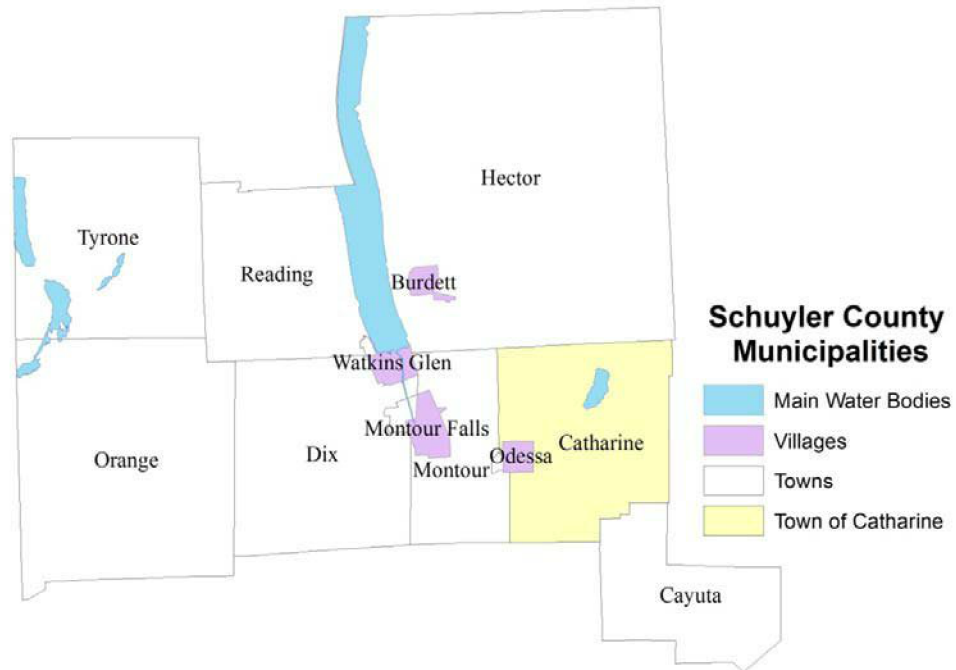 Hector
Tyrone
Reading
Burdett
Watkins Glen
Montour Falls
Orange
Dix
Montour
Odessa
Catharine
Cayuta
Schuyler County
Municipalities
Main Water Bodies
Villages
Towns
Town of Catharine